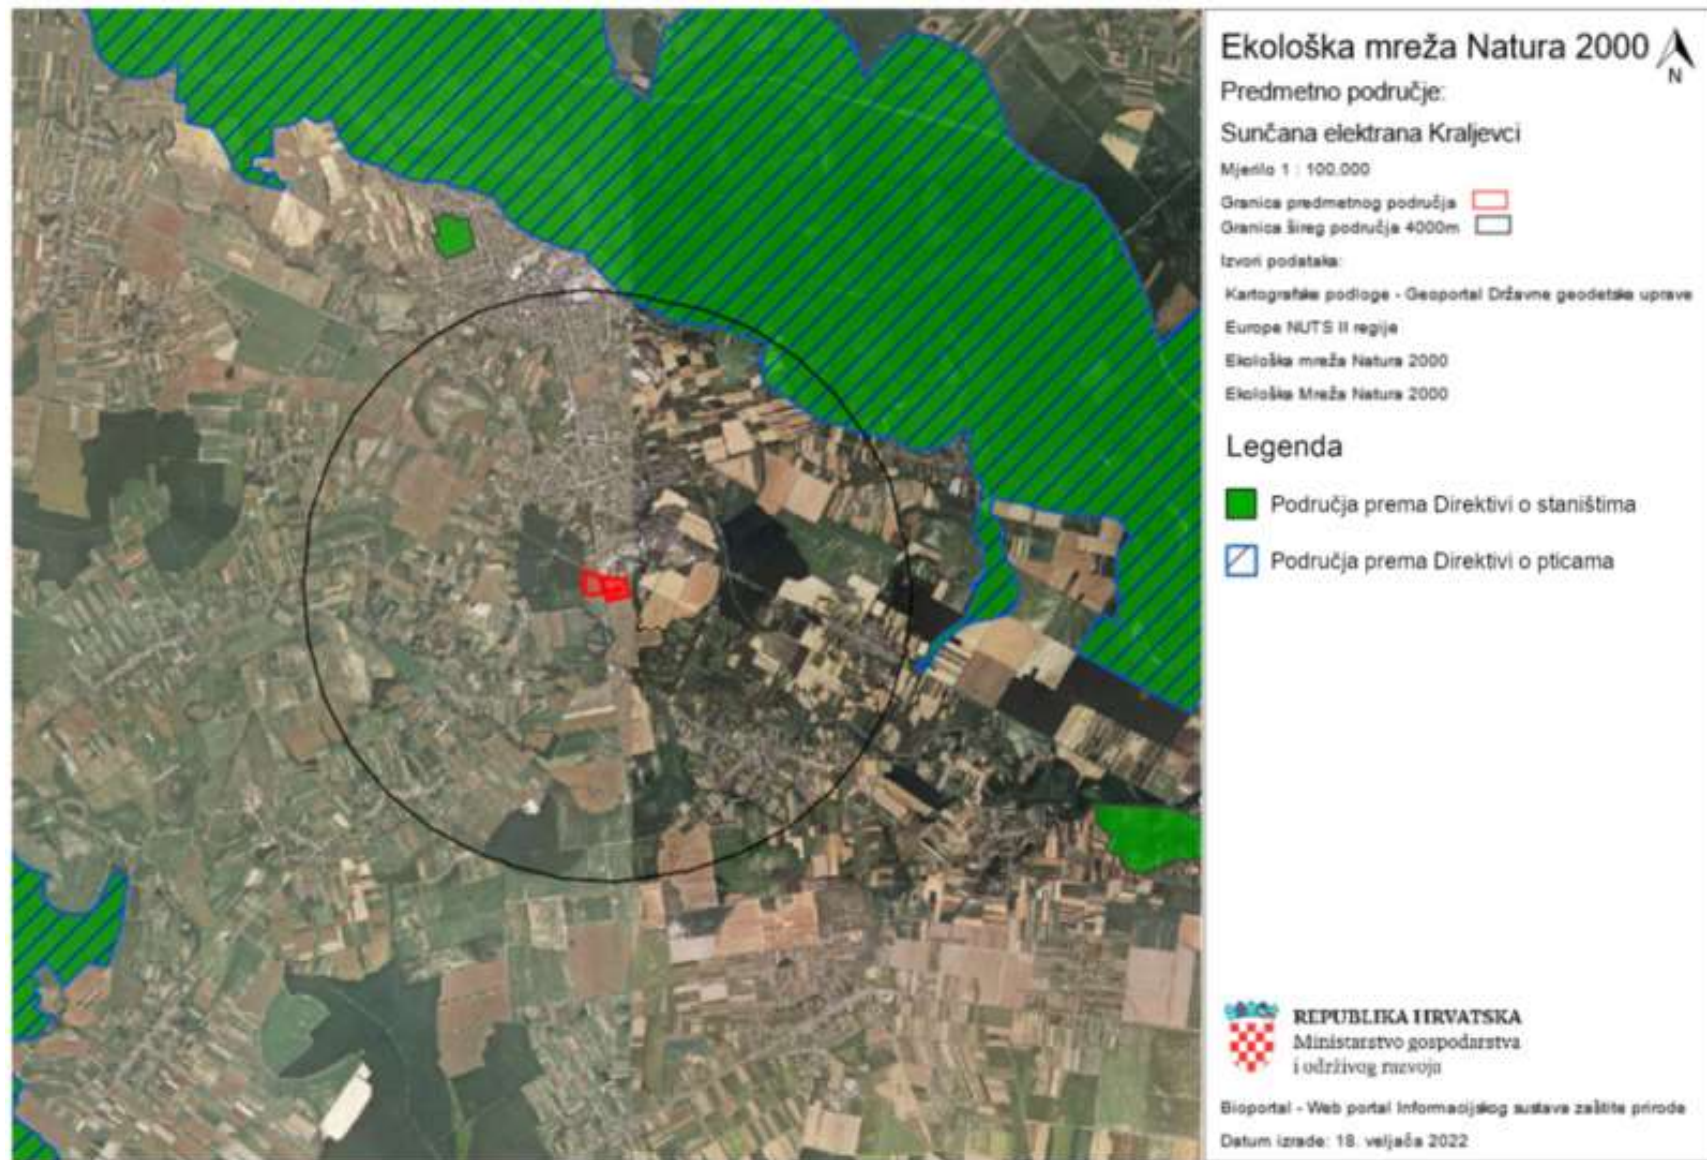 Ekološka mreža Natura 2000
N
Predmetno područje:
Sunčana elektrana Kraljevci
Mjerilo 1 : 100.000
Granica predmetnog područja
Granica šireg područja 4000m
Izvori podataka:
Kartografske podloge - Geoportal Državne geodetske uprave
Europe NUTS II regije
Ekološka mreža Natura 2000
Ekološka Mreža Natura 2000
Legenda
Područja prema Direktivi o staništima
Područja prema Direktivi o pticama
REPUBLIKA HRVATSKA
Ministarstvo gospodarstva
i održivog razvoja
Bioportal - Web portal Informacijskog sustava zaštite prirode
Datum izrade: 18. veljača 2022